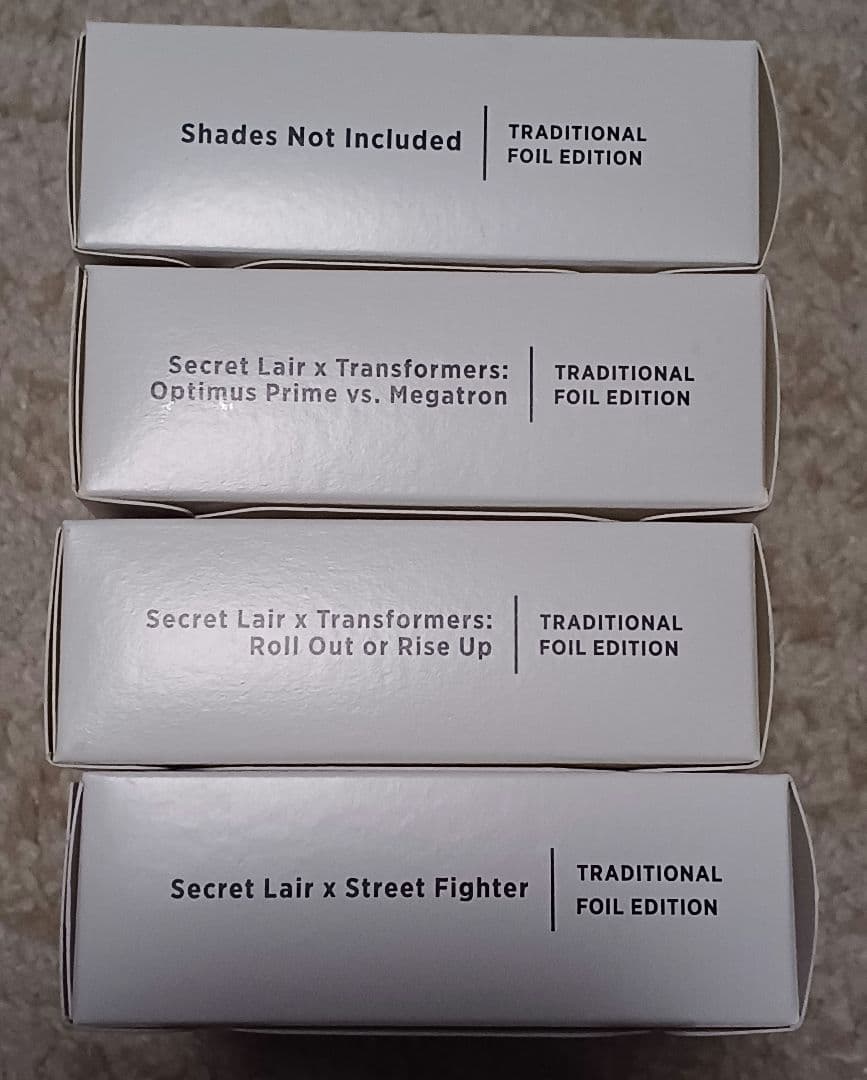 Shades Not Included
TRADITIONAL
FOIL EDITION
Secret Lair x Transformers:
Optimus Prime vs. Megatron
TRADITIONAL
FOIL EDITION
Secret Lair x Transformers:
Roll Out or Rise Up
TRADITIONAL
FOIL EDITION
Secret Lair x Street Fighter
TRADITIONAL
FOIL EDITION